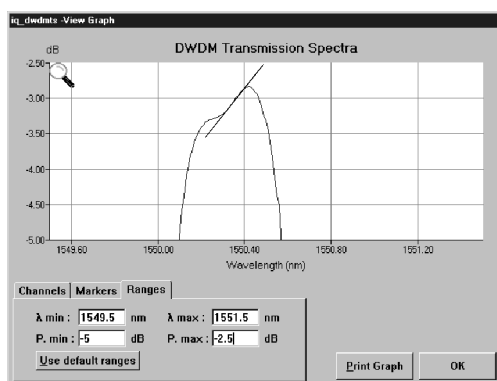 iq_dwdmts -View Graph
dB
DWDM Transmission Spectra
-2.50
-3.00
-3.50
-4.00
-4.50
-5.00
1549.60
1550.00
1550.40
1550.80
1551.20
Wavelength (nm)
Channels
Markers
Ranges
λ min : 1549.5 nm
λ max : 1551.5 nm
P. min : -5 dB
P. max : -2.5 dB
Use default ranges
Print Graph
OK